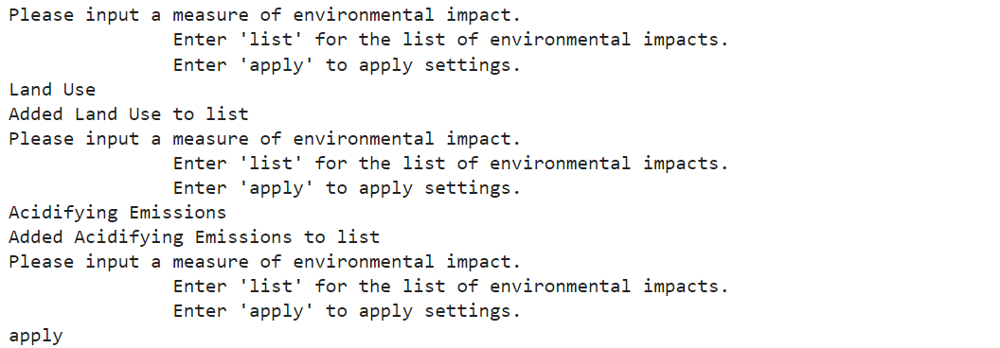 Please input a measure of environmental impact.
Enter 'list' for the list of environmental impacts.
Enter 'apply' to apply settings.
Land Use
Added Land Use to list
Please input a measure of environmental impact.
Enter 'list' for the list of environmental impacts.
Enter 'apply' to apply settings.
Acidifying Emissions
Added Acidifying Emissions to list
Please input a measure of environmental impact.
Enter 'list' for the list of environmental impacts.
Enter 'apply' to apply settings.
apply